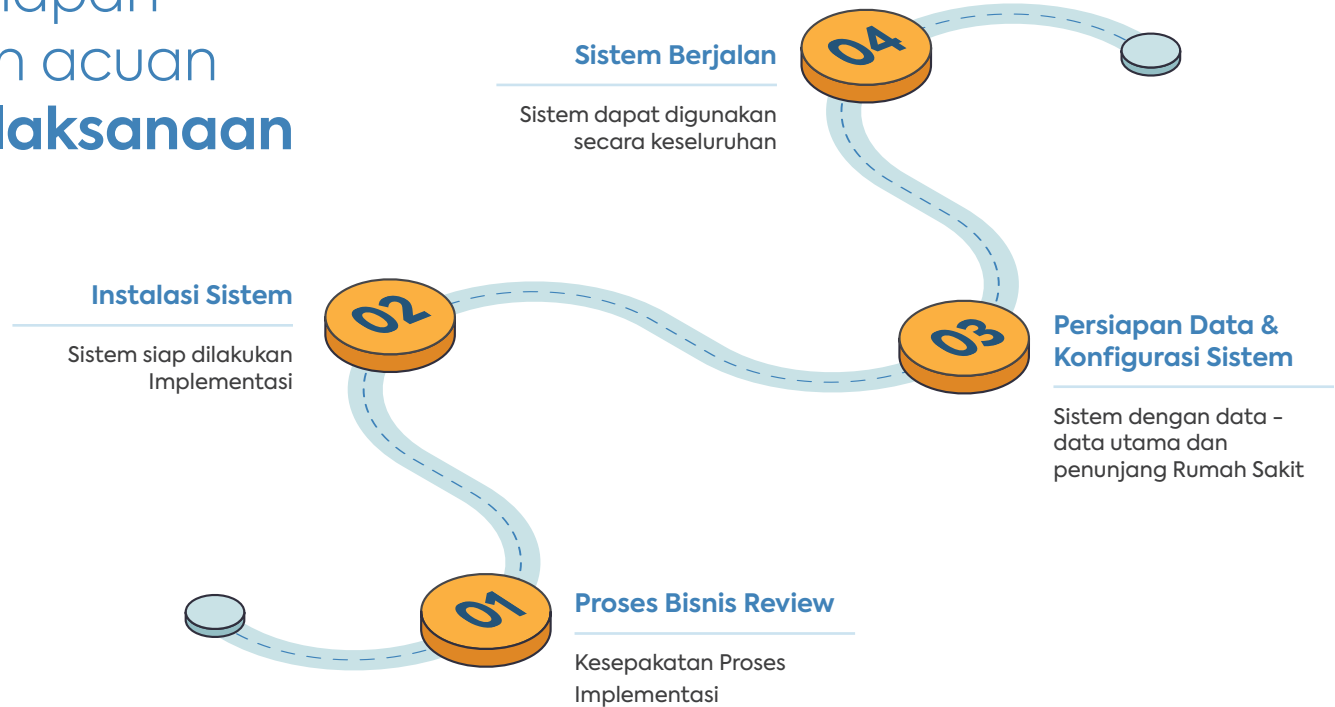 acuan
Sistem Berjalan
Sistem dapat digunakan
secara keseluruhan
04
Instalasi Sistem
Sistem siap dilakukan
Implementasi
02
03
Persiapan Data &
Konfigurasi Sistem
Sistem dengan data -
data utama dan
penunjang Rumah Sakit
01
Proses Bisnis Review
Kesepakatan Proses
Implementasi